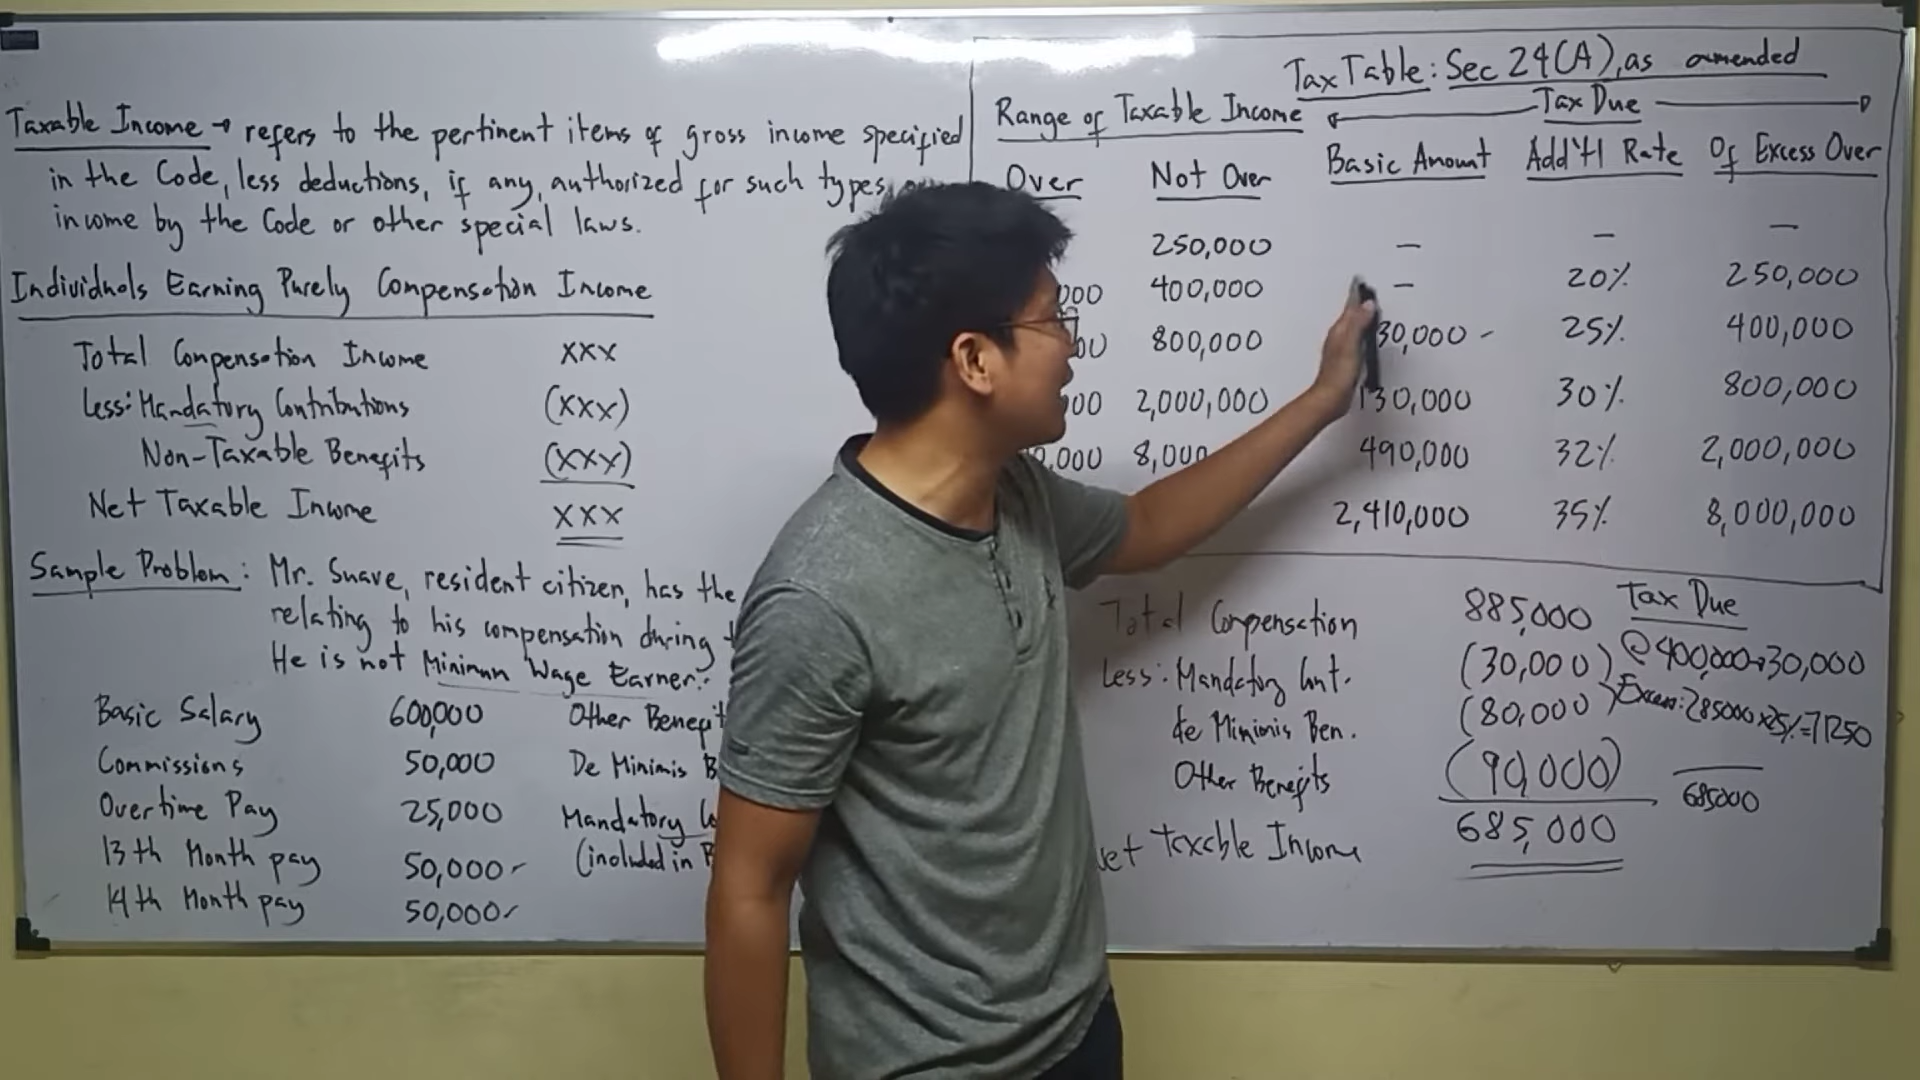 Taxable Income → refers to the pertinent items of gross income specified
in the Code, less deductions, if any, authorized for such types
income by the Code or other special laws.
Individuals Earning Purely Compensation Income
Total Compensation Income XXX
Less: Mandatory Contributions (XXX)
Non-Taxable Benefits (XXX)
Net Taxable Income XXX
Sample Problem: Mr. Suave, resident citizen, has the
relating to his compensation during
He is not Minimum Wage Earner.
Basic Salary 600,000 Other Benefit
Commissions 50,000 De Minimis B
Overtime Pay 25,000 Mandatory
13th Month pay 50,000 (included in
14th Month pay 50,000
Tax Table: Sec 24(A), as amended
Range of Taxable Income Tax Due
Over Not Over Basic Amount Add'tl Rate Of Excess Over
250,000 — — —
000 400,000 — 20% 250,000
800,000 30,000 - 25% 400,000
000 2,000,000 130,000 30% 800,000
0,000 8,000 490,000 32% 2,000,000
2,410,000 35% 8,000,000
Total Compensation 885,000
Less: Mandatory Cont. (30,000)
de Minimis Ben. (80,000)
Other Benefits (90,000)
Net Taxable Income 685,000
Tax Due
@400,000→30,000
Excess: 285000x25%=71250
685000